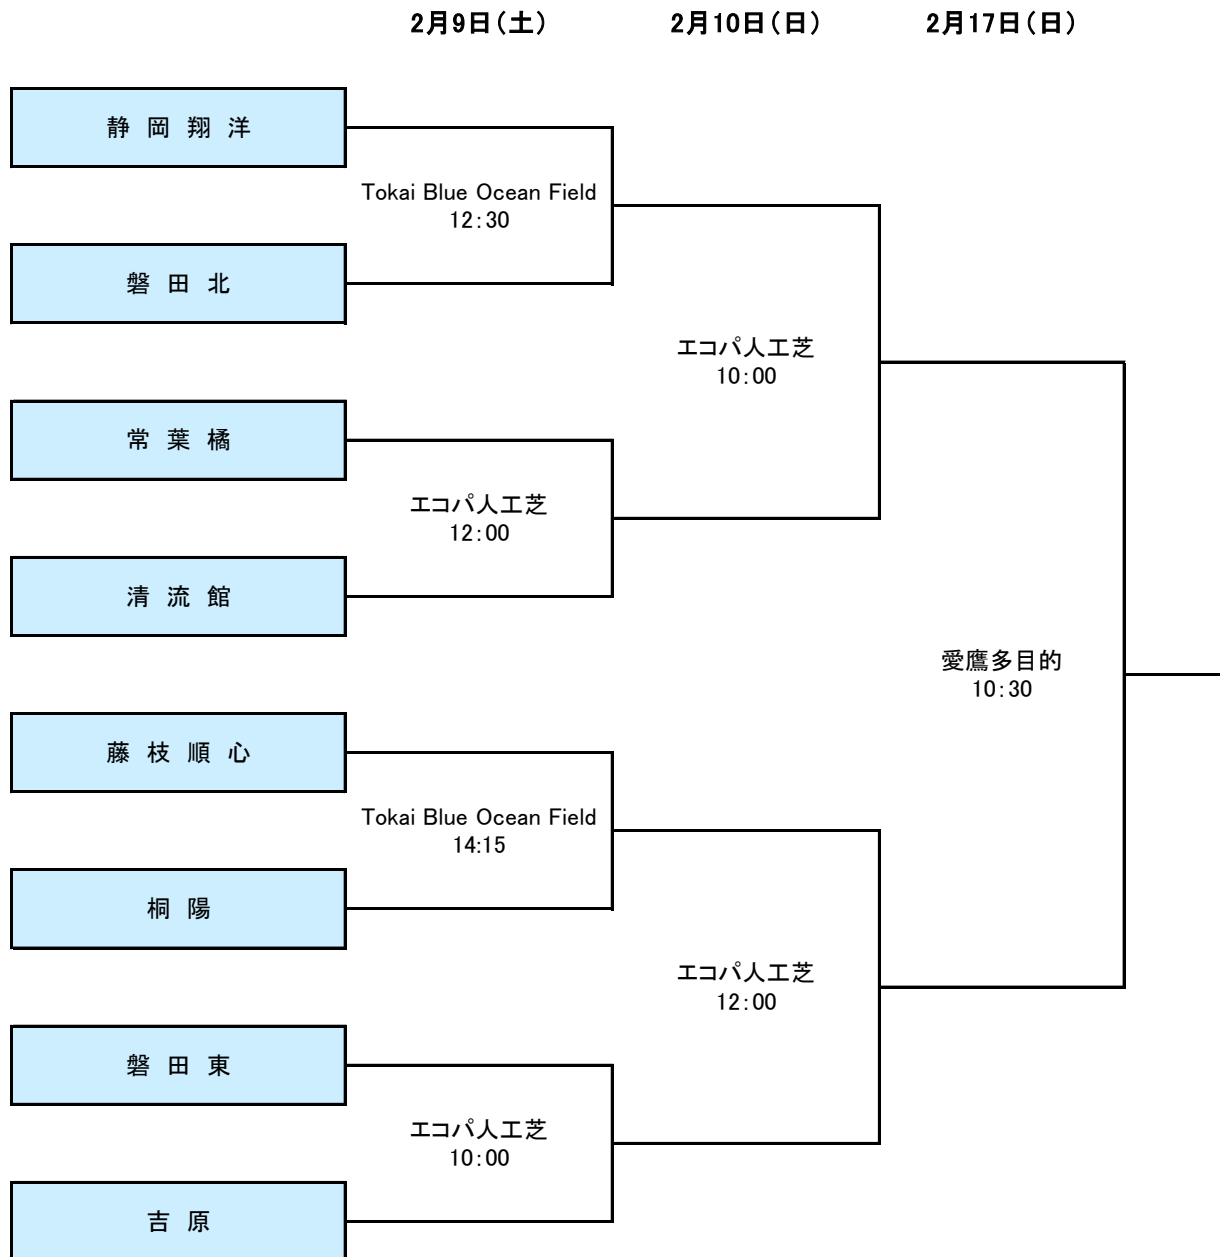 2月9日(土) 2月10日(日) 2月17日(日)
静 岡 翔 洋
Tokai Blue Ocean Field
12:30
磐 田 北
エコパ人工芝
10:00
常 葉 橘
エコパ人工芝
12:00
清 流 館
愛鷹多目的
10:30
藤 枝 順 心
Tokai Blue Ocean Field
14:15
桐 陽
エコパ人工芝
12:00
磐 田 東
エコパ人工芝
10:00
吉 原